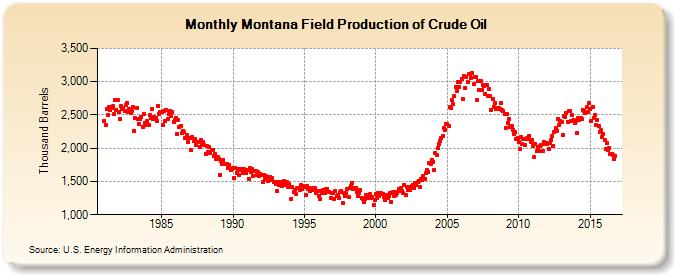 Monthly Montana Field Production of Crude Oil
Thousand Barrels
3,500
3,000
2,500
2,000
1,500
1,000
1985 1990 1995 2000 2005 2010 2015
Source: U.S. Energy Information Administration